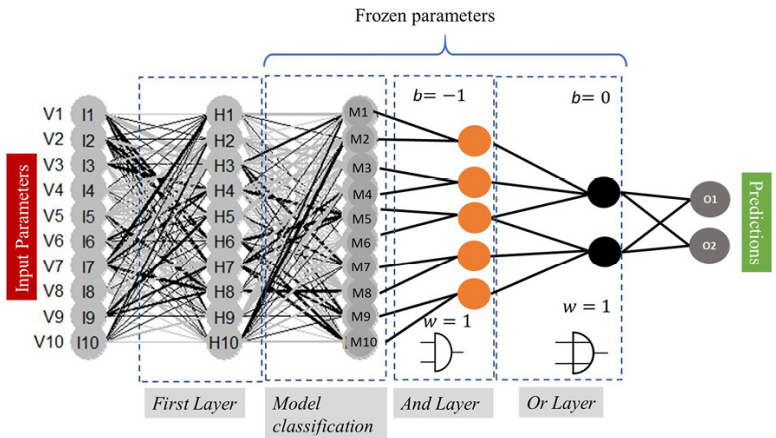 Frozen parameters
b= −1
b= 0
V1
V2
V3
V4
V5
V6
V7
V8
V9
V10
I1
I2
I3
I4
I5
I6
I7
I8
I9
I10
H1
H2
H3
H4
H5
H6
H7
H8
H9
H10
M1
M2
M3
M4
M5
M6
M7
M8
M9
M10
O1
O2
Input Parameters
Predictions
w = 1
w = 1
First Layer
Model
classification
And Layer
Or Layer